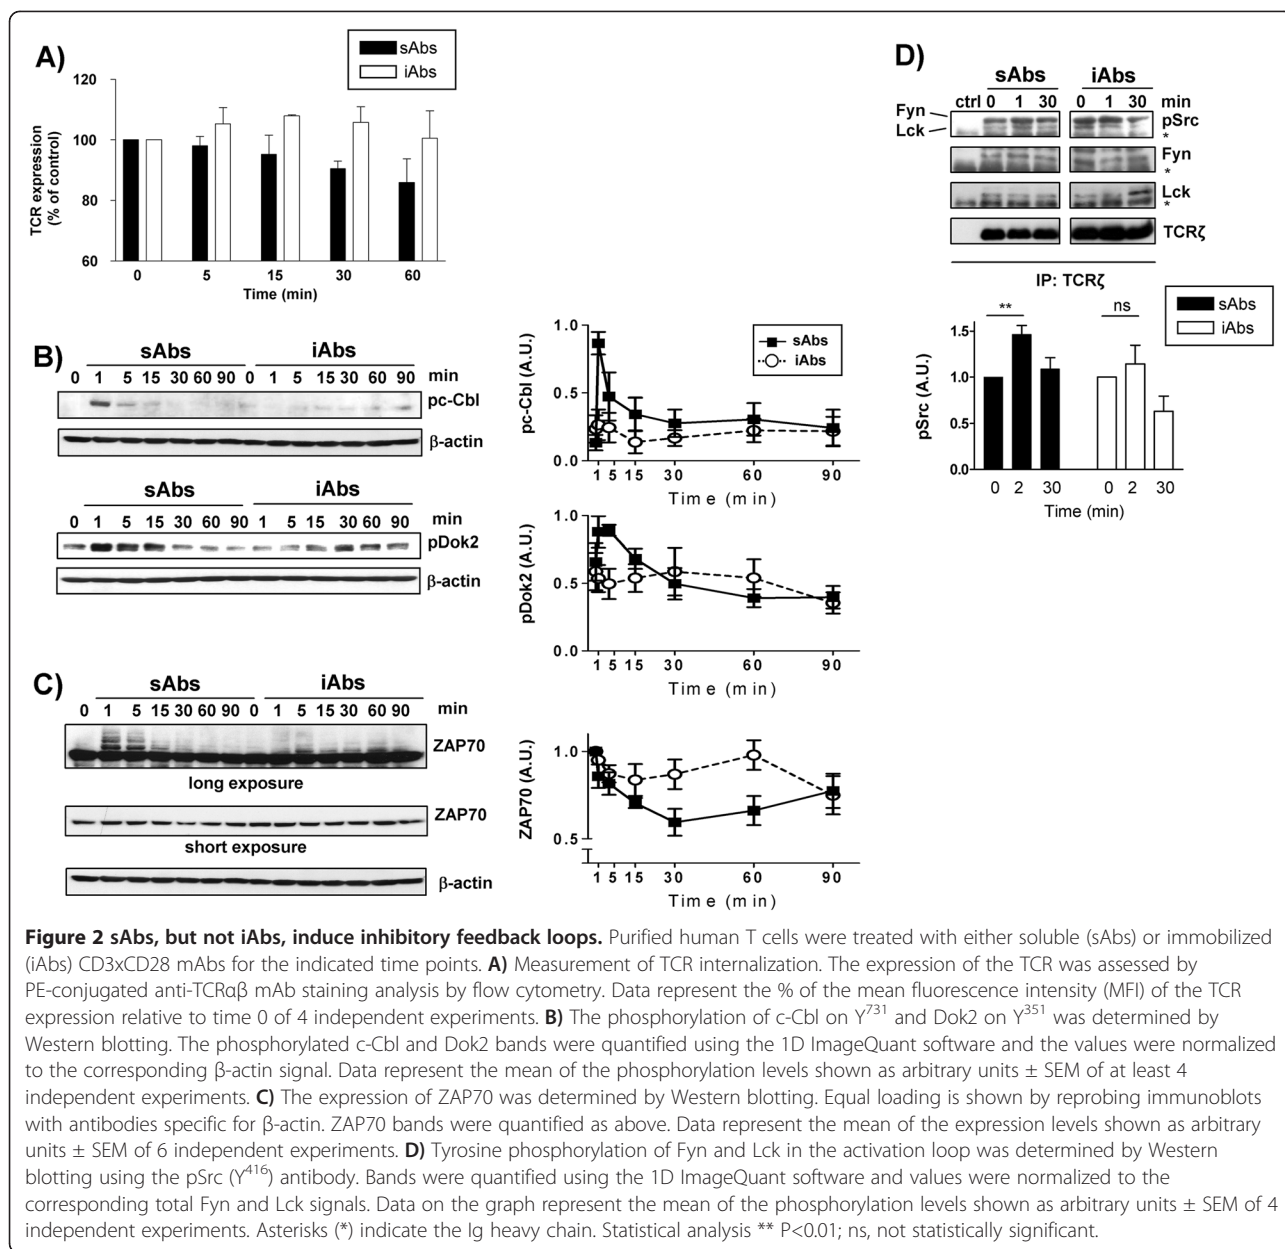 A)
sAbs
iAbs
TCR expression
(% of control)
120
100
80
60
0 5 15 30 60
Time (min)
B)
sAbs iAbs
0 1 5 15 30 60 90 0 1 5 15 30 60 90 min
pc-Cbl
β-actin
sAbs iAbs
0 1 5 15 30 60 90 1 5 15 30 60 90 min
pDok2
β-actin
pc-Cbl (A.U.)
1.0
0.5
0.0
sAbs
iAbs
1 5 15 30 60 90
Time (min)
pDok2 (A.U.)
1.0
0.5
0.0
1 5 15 30 60 90
Time (min)
C)
sAbs iAbs
0 1 5 15 30 60 90 0 1 5 15 30 60 90 min
ZAP70
long exposure
ZAP70
short exposure
β-actin
ZAP70 (A.U.)
1.0
0.5
1 5 15 30 60 90
Time (min)
D)
sAbs iAbs
ctrl 0 1 30 0 1 30 min
Fyn
Lck
pSrc
*
Fyn
*
Lck
*
TCRζ
IP: TCRζ
sAbs
iAbs
** ns
pSrc (A.U.)
1.5
1.0
0.5
0.0
0 2 30 0 2 30
Time (min)
Figure 2 sAbs, but not iAbs, induce inhibitory feedback loops. Purified human T cells were treated with either soluble (sAbs) or immobilized
(iAbs) CD3xCD28 mAbs for the indicated time points. A) Measurement of TCR internalization. The expression of the TCR was assessed by
PE-conjugated anti-TCRαβ mAb staining analysis by flow cytometry. Data represent the % of the mean fluorescence intensity (MFI) of the TCR
expression relative to time 0 of 4 independent experiments. B) The phosphorylation of c-Cbl on Y731 and Dok2 on Y351 was determined by
Western blotting. The phosphorylated c-Cbl and Dok2 bands were quantified using the 1D ImageQuant software and the values were normalized
to the corresponding β-actin signal. Data represent the mean of the phosphorylation levels shown as arbitrary units ± SEM of at least 4
independent experiments. C) The expression of ZAP70 was determined by Western blotting. Equal loading is shown by reprobing immunoblots
with antibodies specific for β-actin. ZAP70 bands were quantified as above. Data represent the mean of the expression levels shown as arbitrary
units ± SEM of 6 independent experiments. D) Tyrosine phosphorylation of Fyn and Lck in the activation loop was determined by Western
blotting using the pSrc (Y416) antibody. Bands were quantified using the 1D ImageQuant software and values were normalized to the
corresponding total Fyn and Lck signals. Data on the graph represent the mean of the phosphorylation levels shown as arbitrary units ± SEM of 4
independent experiments. Asterisks (*) indicate the Ig heavy chain. Statistical analysis ** P<0.01; ns, not statistically significant.